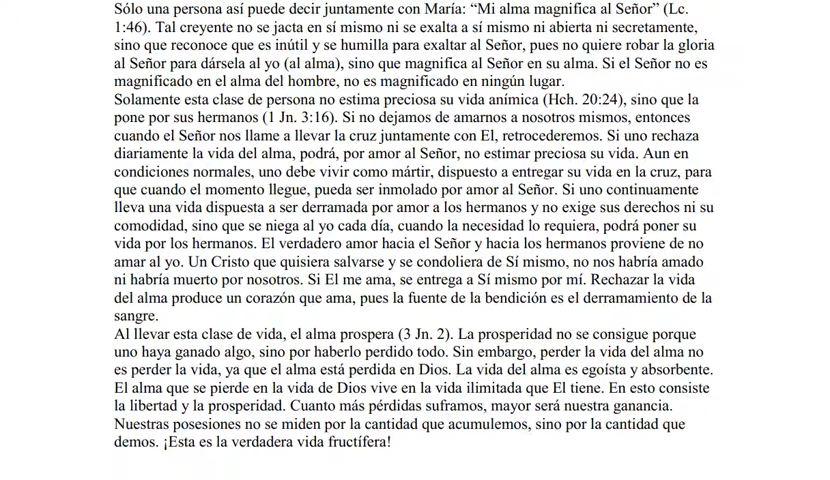 Sólo una persona así puede decir juntamente con María: “Mi alma magnifica al Señor” (Lc.
1:46). Tal creyente no se jacta en sí mismo ni se exalta a sí mismo ni abierta ni secretamente,
sino que reconoce que es inútil y se humilla para exaltar al Señor, pues no quiere robar la gloria
al Señor para dársela al yo (al alma), sino que magnifica al Señor en su alma. Si el Señor no es
magnificado en el alma del hombre, no es magnificado en ningún lugar.
Solamente esta clase de persona no estima preciosa su vida anímica (Hch. 20:24), sino que la
pone por sus hermanos (1 Jn. 3:16). Si no dejamos de amarnos a nosotros mismos, entonces
cuando el Señor nos llame a llevar la cruz juntamente con El, retrocederemos. Si uno rechaza
diariamente la vida del alma, podrá, por amor al Señor, no estimar preciosa su vida. Aun en
condiciones normales, uno debe vivir como mártir, dispuesto a entregar su vida en la cruz, para
que cuando el momento llegue, pueda ser inmolado por amor al Señor. Si uno continuamente
lleva una vida dispuesta a ser derramada por amor a los hermanos y no exige sus derechos ni su
comodidad, sino que se niega al yo cada día, cuando la necesidad lo requiera, podrá poner su
vida por los hermanos. El verdadero amor hacia el Señor y hacia los hermanos proviene de no
amar al yo. Un Cristo que quisiera salvarse y se condoliera de Sí mismo, no nos habría amado
ni habría muerto por nosotros. Si El me ama, se entrega a Sí mismo por mí. Rechazar la vida
del alma produce un corazón que ama, pues la fuente de la bendición es el derramamiento de la
sangre.
Al llevar esta clase de vida, el alma prospera (3 Jn. 2). La prosperidad no se consigue porque
uno haya ganado algo, sino por haberlo perdido todo. Sin embargo, perder la vida del alma no
es perder la vida, ya que el alma está perdida en Dios. La vida del alma es egoísta y absorbente.
El alma que se pierde en la vida de Dios vive en la vida ilimitada que El tiene. En esto consiste
la libertad y la prosperidad. Cuanto más pérdidas suframos, mayor será nuestra ganancia.
Nuestras posesiones no se miden por la cantidad que acumulemos, sino por la cantidad que
demos. ¡Esta es la verdadera vida fructífera!